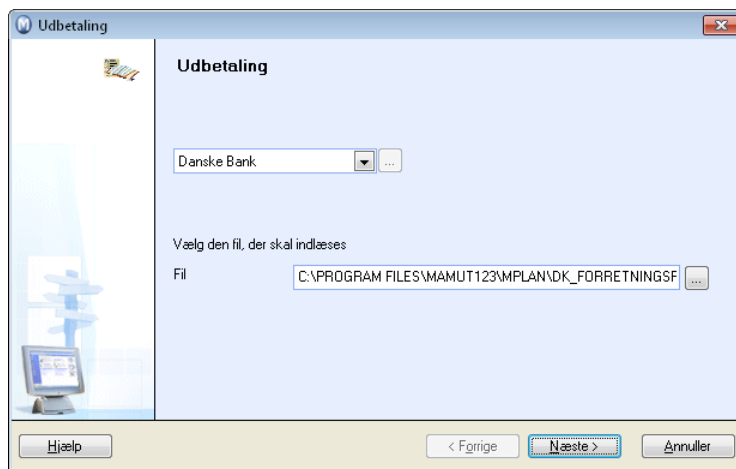 Udbetaling
Udbetaling
Danske Bank
...
Vælg den fil, der skal indlæses
Fil
C:\PROGRAM FILES\MAMUT123\MPLAN\DK_FORRETNINGSF
...
Hjælp
< Forrige
Næste >
Annuller